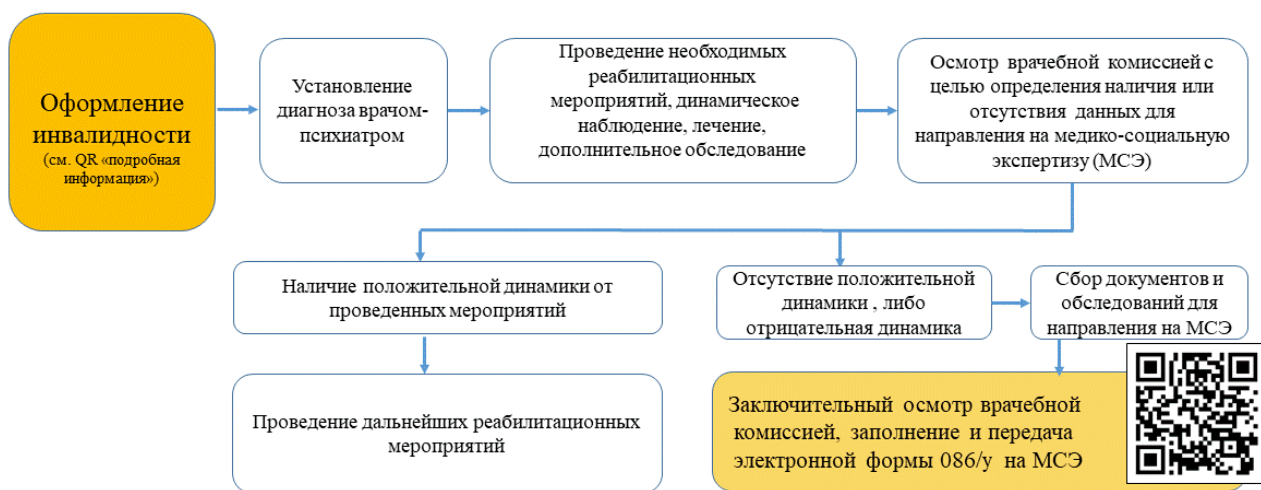 Оформление
инвалидности
(см. QR «подробная
информация»)
Установление
диагноза врачом-
психиатром
Проведение необходимых
реабилитационных
мероприятий, динамическое
наблюдение, лечение,
дополнительное обследование
Осмотр врачебной комиссией с
целью определения наличия или
отсутствия данных для
направления на медико-социальную
экспертизу (МСЭ)
Наличие положительной динамики от
проведенных мероприятий
Отсутствие положительной
динамики , либо
отрицательная динамика
Сбор документов и
обследований для
направления на МСЭ
Проведение дальнейших реабилитационных
мероприятий
Заключительный осмотр врачебной
комиссией, заполнение и передача
электронной формы 086/у на МСЭ